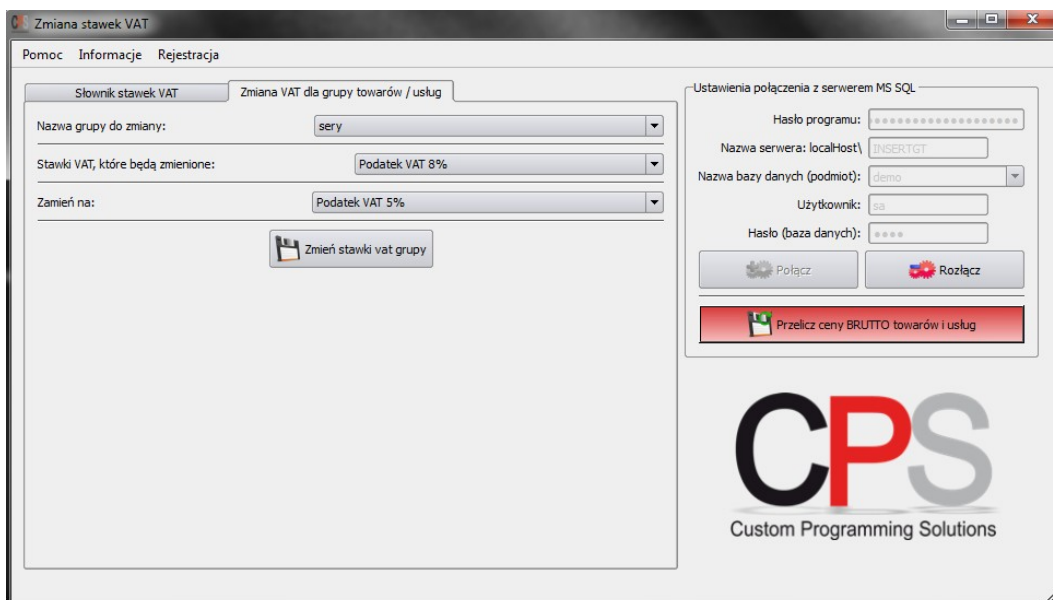 Zmiana stawek VAT
Pomoc Informacje Rejestracja
Słownik stawek VAT
Zmiana VAT dla grupy towarów / usług
Nazwa grupy do zmiany:
sery
Stawki VAT, które będą zmienione:
Podatek VAT 8%
Zamień na:
Podatek VAT 5%
Zmień stawki vat grupy
Ustawienia połączenia z serwerem MS SQL
Hasło programu:
Nazwa serwera: localHost\
INSERTGT
Nazwa bazy danych (podmiot):
demo
Użytkownik:
sa
Hasło (baza danych):
Połącz
Rozłącz
Przelicz ceny BRUTTO towarów i usług
CPS
Custom Programming Solutions